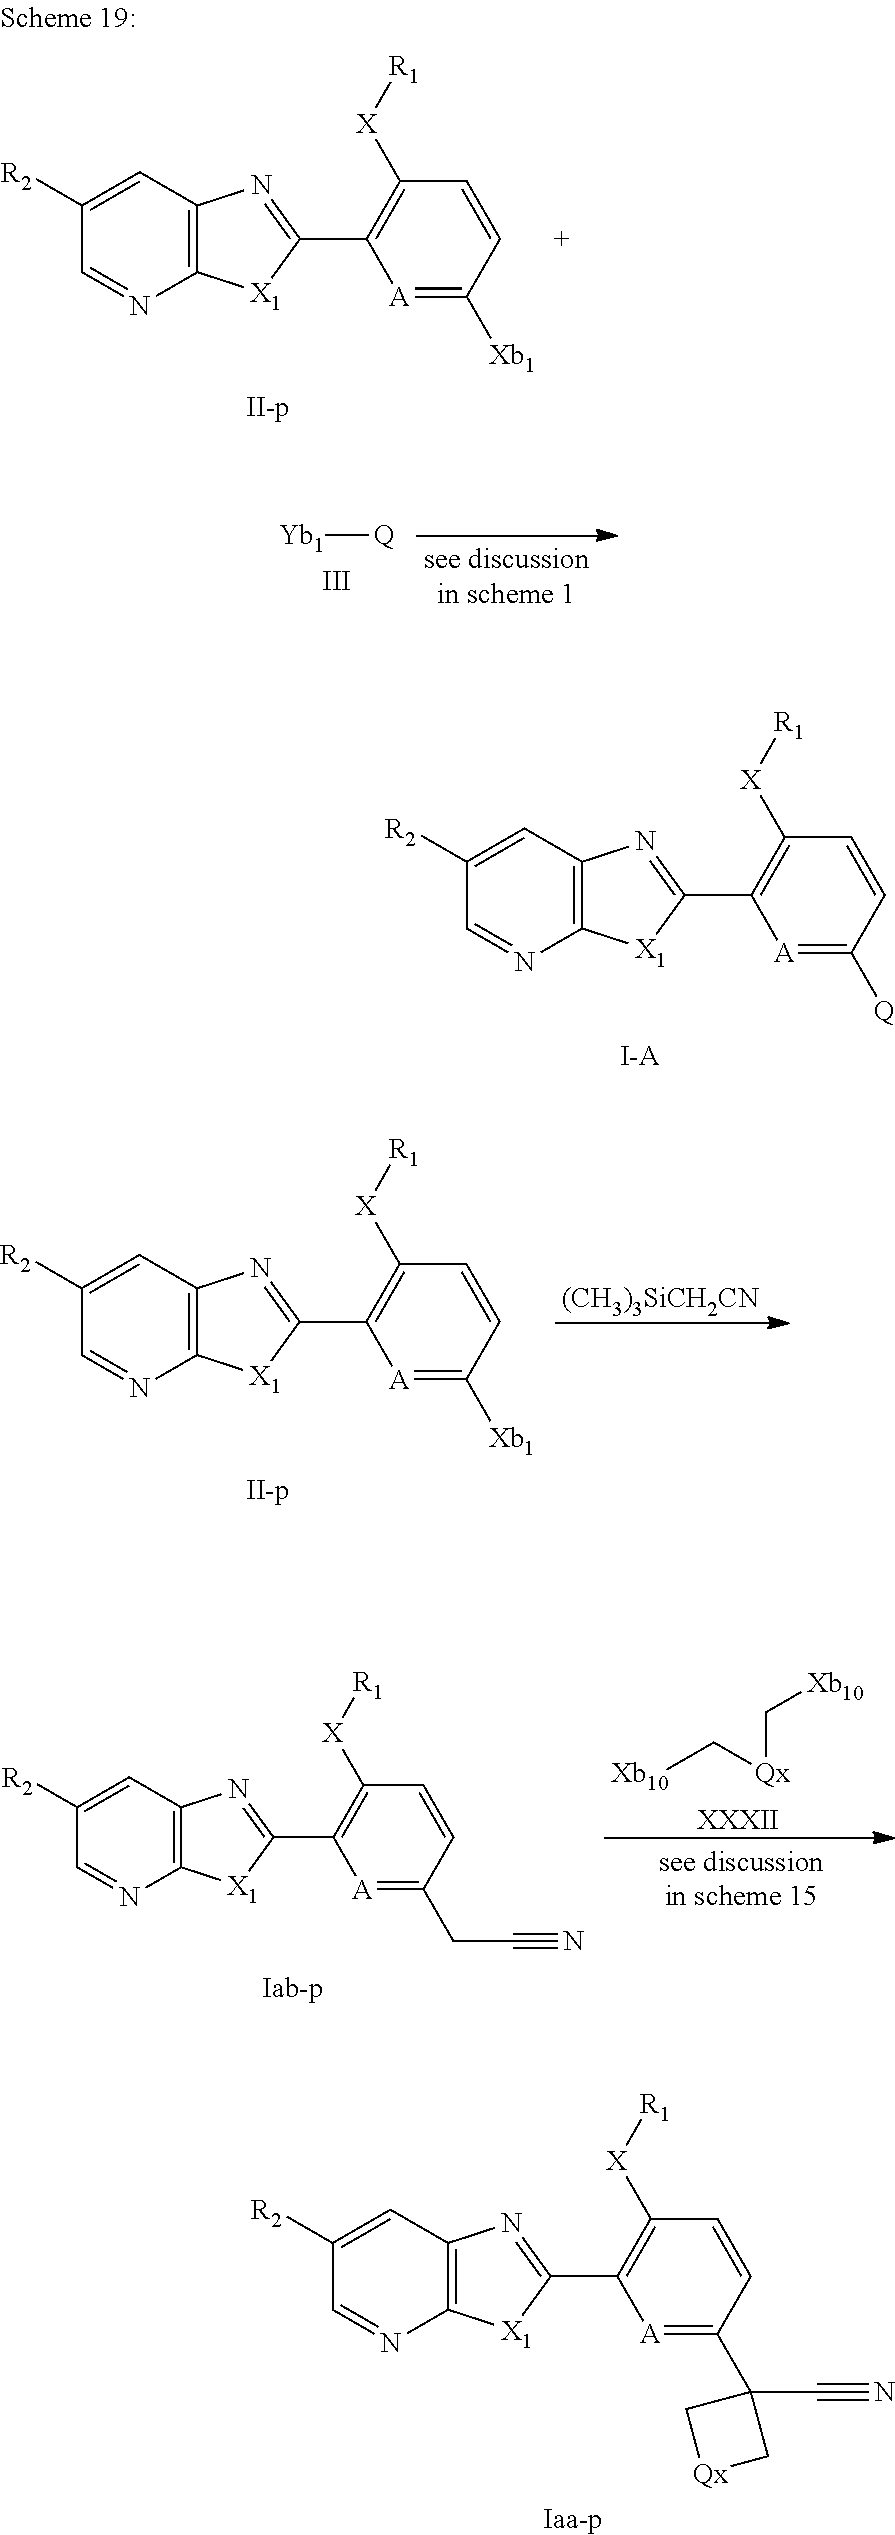 Scheme 19:
R1
X
R2
N
N
X1
A
Xb1
+
II-p
Yb1
Q
III
see discussion
in scheme 1
R1
X
R2
N
N
X1
A
Q
I-A
R1
X
R2
N
N
X1
A
Xb1
(CH3)3SiCH2CN
II-p
R1
X
R2
N
N
X1
A
N
Iab-p
Xb10
Xb10
Qx
XXXII
see discussion
in scheme 15
R1
X
R2
N
N
X1
A
N
Qx
Iaa-p